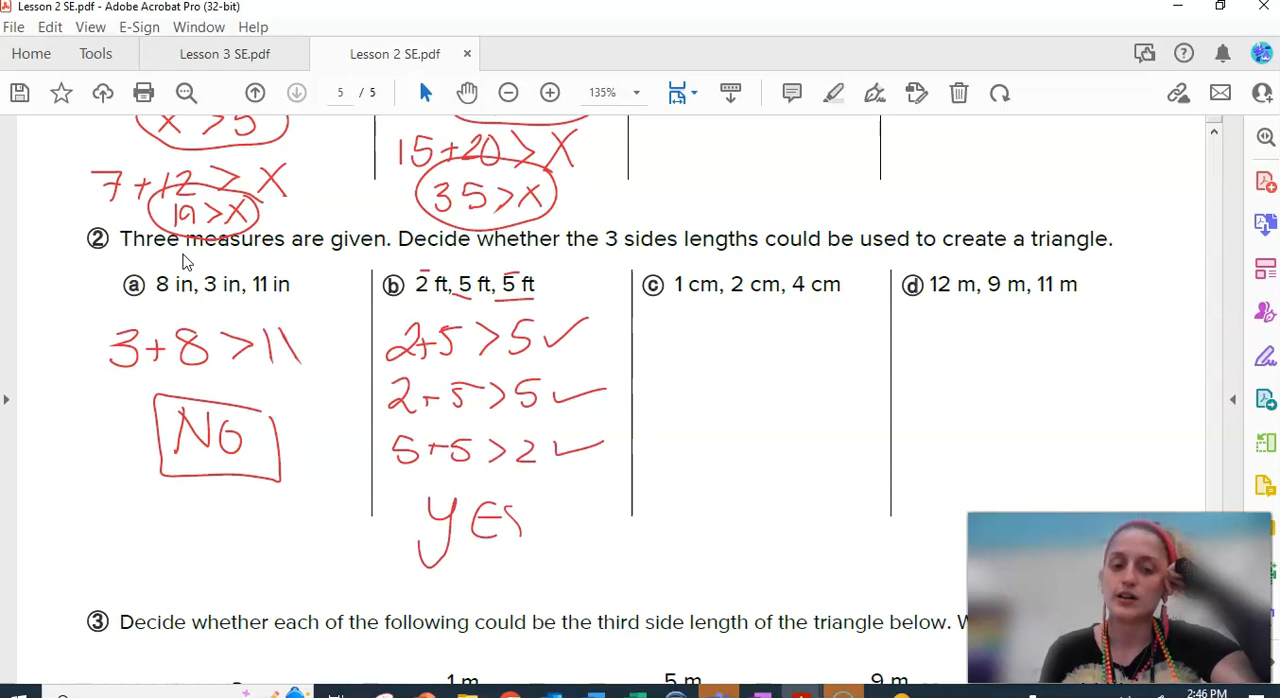 Lesson 2 SE.pdf - Adobe Acrobat Pro (32-bit)
File Edit View E-Sign Window Help
Home Tools Lesson 3 SE.pdf Lesson 2 SE.pdf ×
5 / 5 135%
x > 5
15+20 > X
7+12 > X
35 > X
19 > X
② Three measures are given. Decide whether the 3 sides lengths could be used to create a triangle.
ⓐ 8 in, 3 in, 11 in ⓑ 2 ft, 5 ft, 5 ft ⓒ 1 cm, 2 cm, 4 cm ⓓ 12 m, 9 m, 11 m
3+8 > 11
2+5 > 5 ✓
2+5 > 5 ✓
NO
5+5 > 2 ✓
YES
③ Decide whether each of the following could be the third side length of the triangle below.
1 m 5 m 9 m
2:46 PM